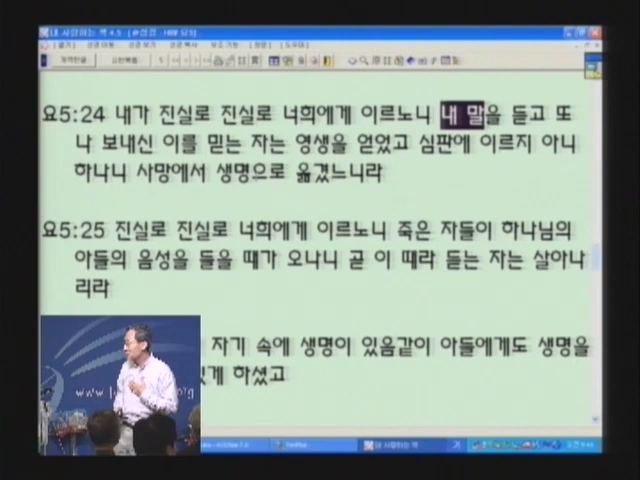 요5:24 내가 진실로 진실로 너희에게 이르노니 내 말을 듣고 또
나 보내신 이를 믿는 자는 영생을 얻었고 심판에 이르지 아니
하나니 사망에서 생명으로 옮겼느니라
요5:25 진실로 진실로 너희에게 이르노니 죽은 자들이 하나님의
아들의 음성을 들을 때가 오나니 곧 이 때라 듣는 자는 살아나
리라
자기 속에 생명이 있음같이 아들에게도 생명을
있게 하셨고